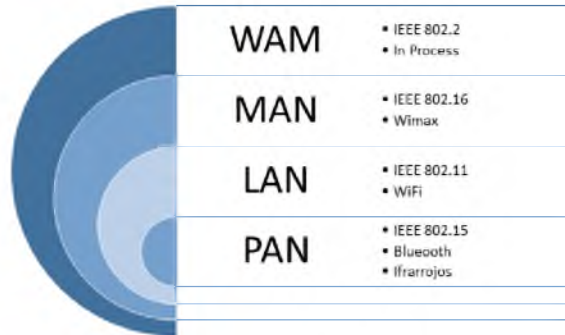 WAM
• IEEE 802.2
• In Process
MAN
• IEEE 802.16
• Wimax
LAN
• IEEE 802.11
• WiFi
PAN
• IEEE 802.15
• Blueooth
• Ifrarrojos